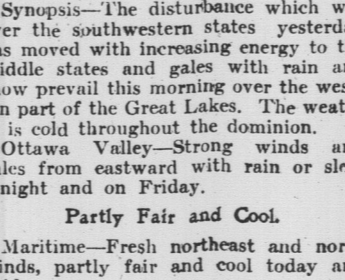 Synopsis—The disturbance which w
er the southwestern states yesterd
as moved with increasing energy to t
iddle states and gales with rain a
ow prevail this morning over the wes
n part of the Great Lakes. The weat
is cold throughout the dominion.
Ottawa Valley—Strong winds a
les from eastward with rain or sle
night and on Friday.
Partly Fair and Cool.
Maritime—Fresh northeast and nor
inds, partly fair and cool today a